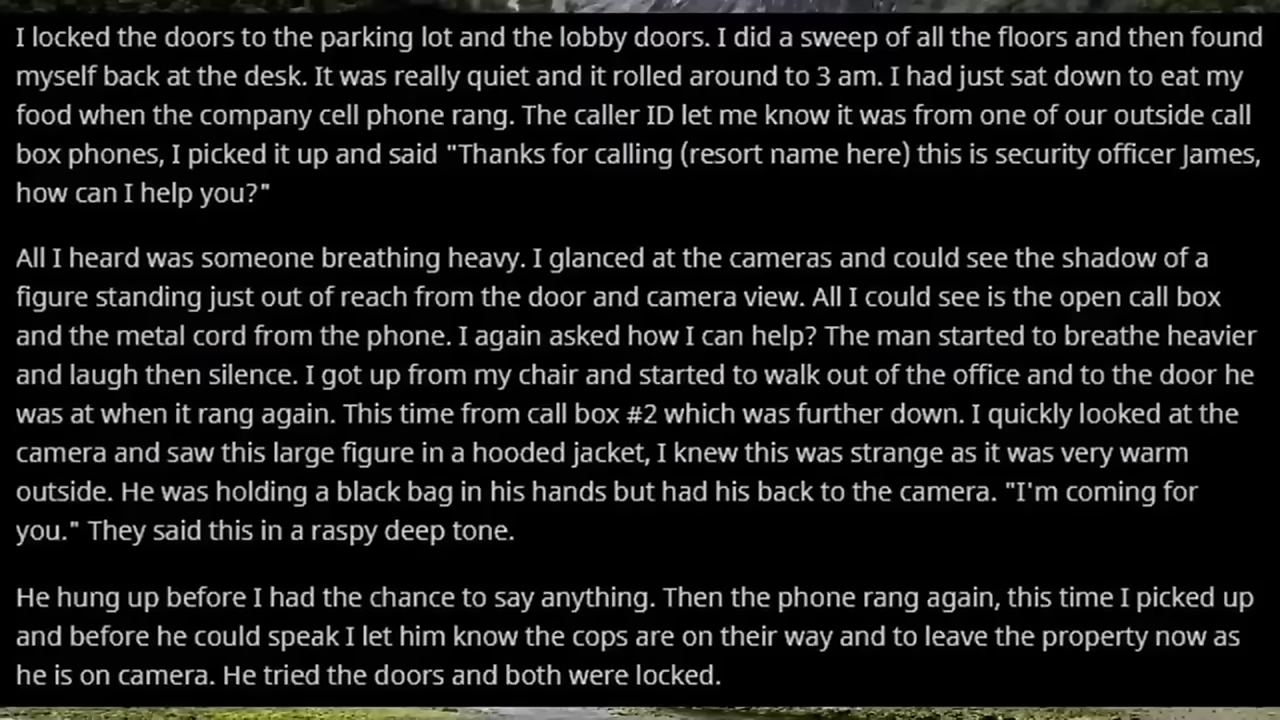 I locked the doors to the parking lot and the lobby doors. I did a sweep of all the floors and then found
myself back at the desk. It was really quiet and it rolled around to 3 am. I had just sat down to eat my
food when the company cell phone rang. The caller ID let me know it was from one of our outside call
box phones, I picked it up and said "Thanks for calling (resort name here) this is security officer James,
how can I help you?"
All I heard was someone breathing heavy. I glanced at the cameras and could see the shadow of a
figure standing just out of reach from the door and camera view. All I could see is the open call box
and the metal cord from the phone. I again asked how I can help? The man started to breathe heavier
and laugh then silence. I got up from my chair and started to walk out of the office and to the door he
was at when it rang again. This time from call box #2 which was further down. I quickly looked at the
camera and saw this large figure in a hooded jacket, I knew this was strange as it was very warm
outside. He was holding a black bag in his hands but had his back to the camera. "I'm coming for
you." They said this in a raspy deep tone.
He hung up before I had the chance to say anything. Then the phone rang again, this time I picked up
and before he could speak I let him know the cops are on their way and to leave the property now as
he is on camera. He tried the doors and both were locked.